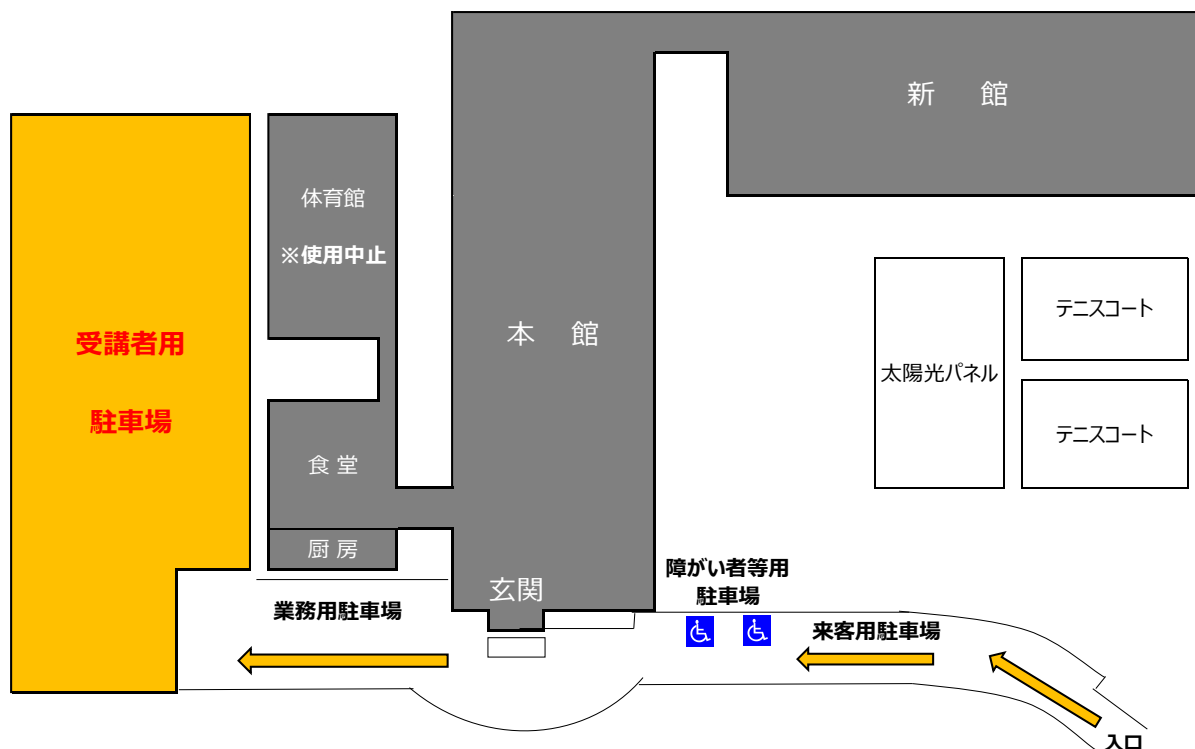 新　館
体育館
※使用中止
受講者用
駐車場
本　館
テニスコート
太陽光パネル
テニスコート
食 堂
厨 房
玄関
障がい者等用
駐車場
業務用駐車場
来客用駐車場
入口